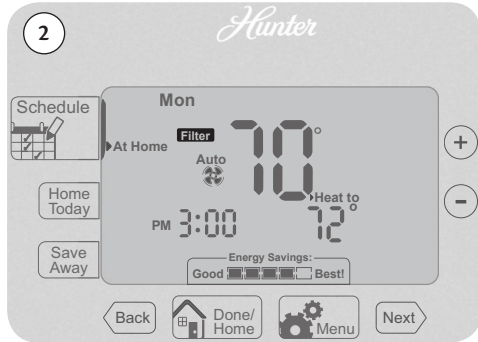 2
Hunter
Schedule
Mon
At Home
Filter
70°
Auto
Heat to
72°
PM 3:00
Home
Today
Save
Away
Energy Savings:
Good Best!
+
-
Back
Done/
Home
Menu
Next